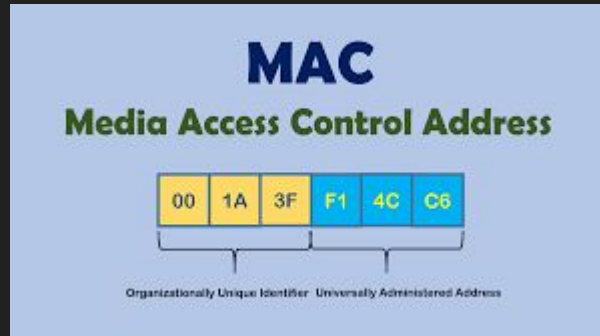 MAC
Media Access Control Address
00 1A 3F F1 4C C6
Organizationally Unique Identifier Universally Administered Address